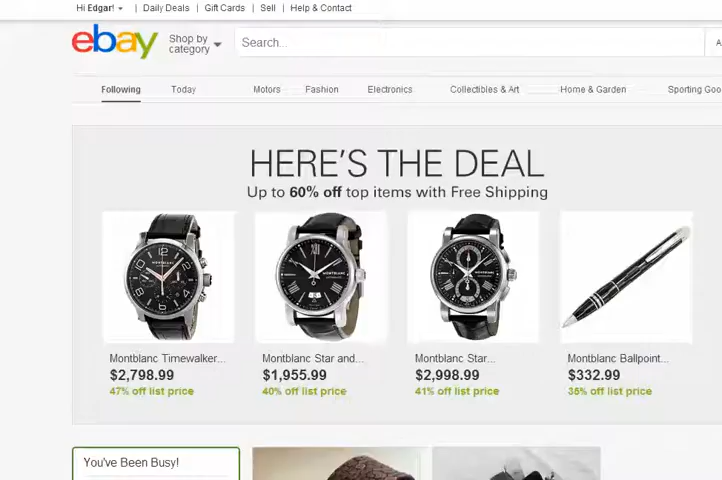 Hi Edgar! | Daily Deals | Gift Cards | Sell | Help & Contact
ebay
Shop by
category
Search...
Following Today Motors Fashion Electronics Collectibles & Art Home & Garden Sporting Goo
HERE'S THE DEAL
Up to 60% off top items with Free Shipping
Montblanc Timewalker... Montblanc Star and... Montblanc Star... Montblanc Ballpoint...
$2,798.99 $1,955.99 $2,998.99 $332.99
47% off list price 40% off list price 41% off list price 35% off list price
You've Been Busy!